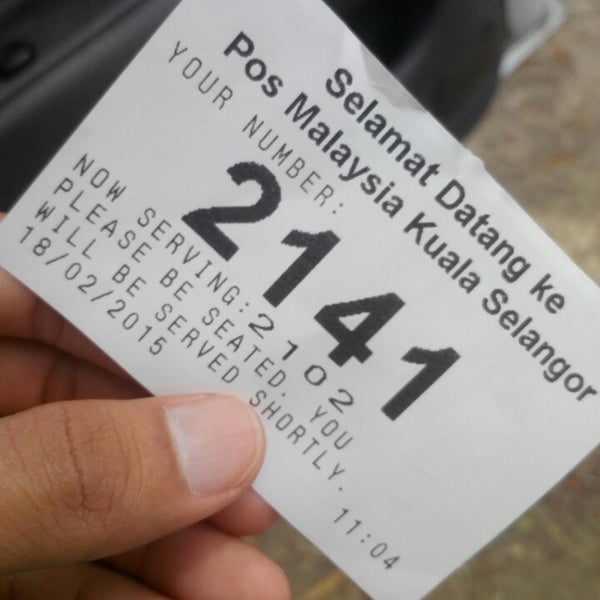 Selamat Datang ke
Pos Malaysia Kuala Selangor
YOUR NUMBER:
2141
NOW SERVING:2102
PLEASE BE SEATED. YOU
WILL BE SERVED SHORTLY.
18/02/2015 11:04